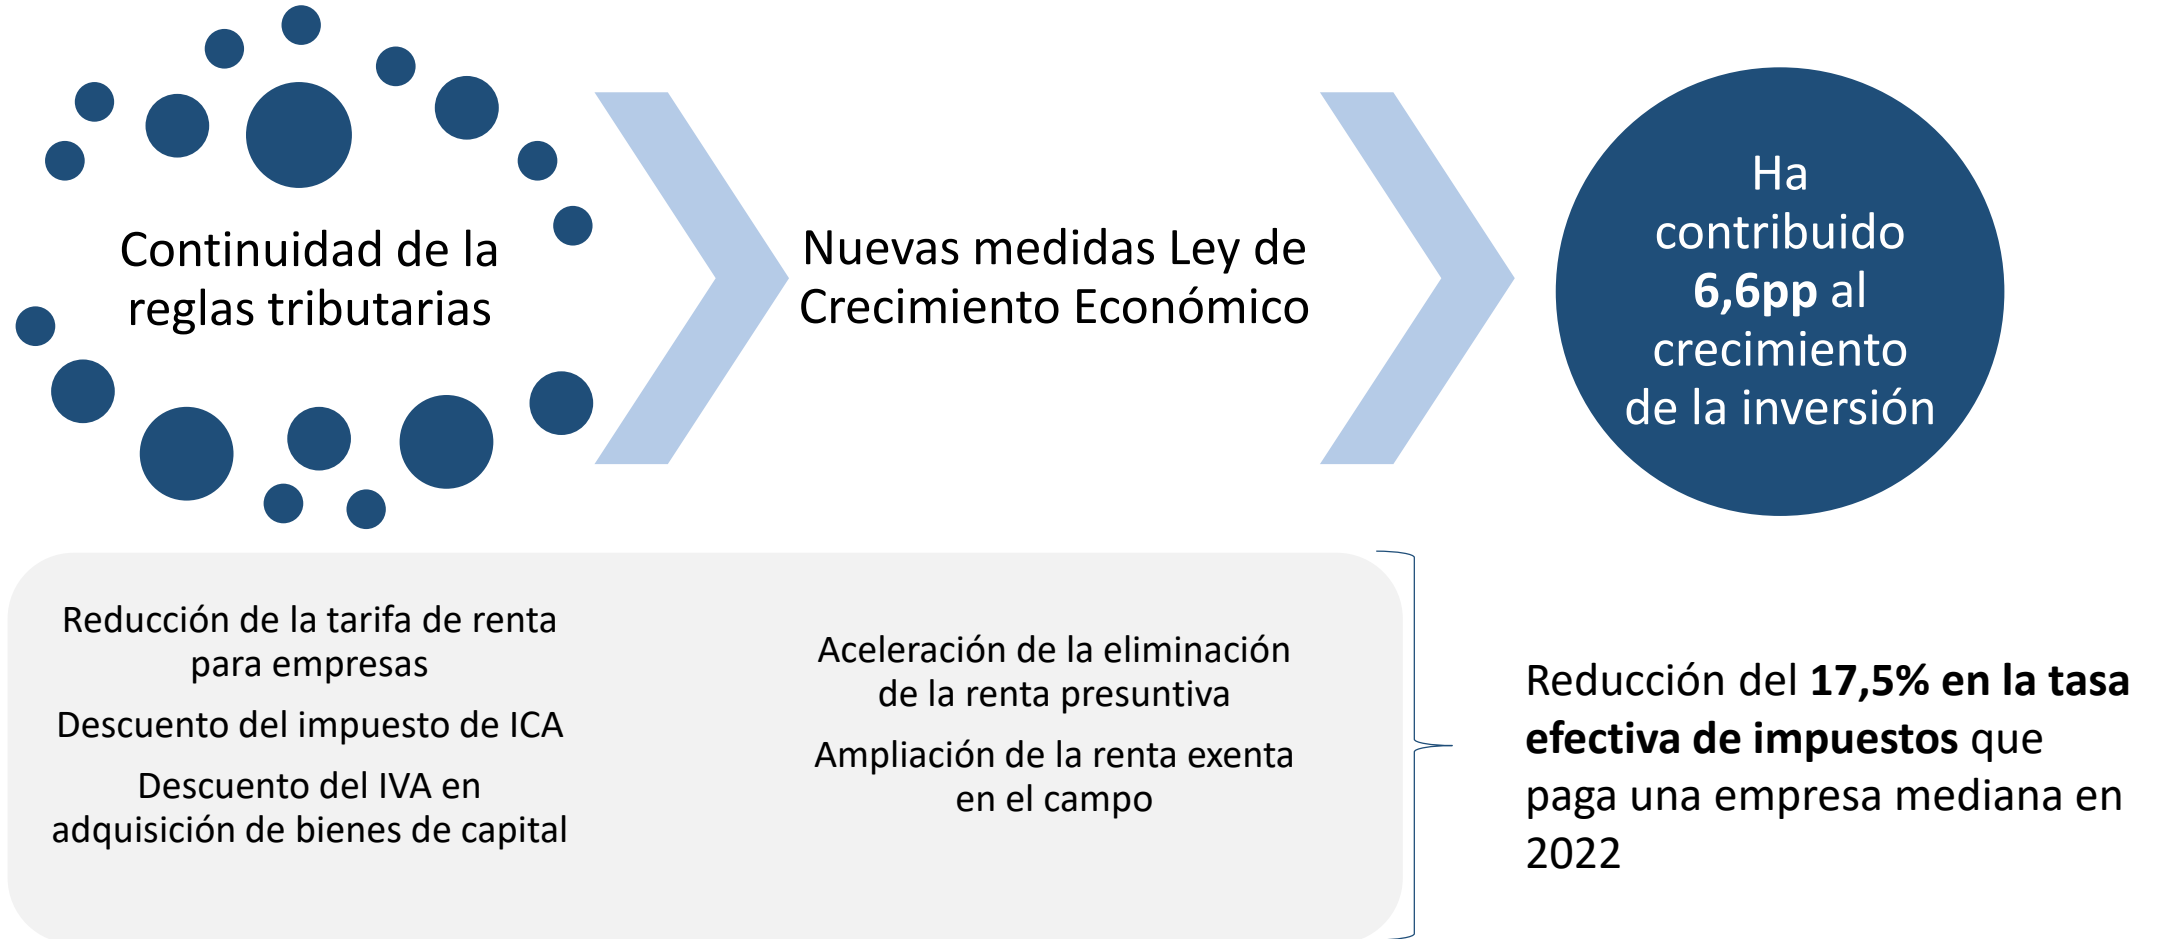 Continuidad de la
reglas tributarias
Nuevas medidas Ley de
Crecimiento Económico
Ha
contribuido
6,6pp al
crecimiento
de la inversión
Reducción de la tarifa de renta
para empresas
Descuento del impuesto de ICA
Descuento del IVA en
adquisición de bienes de capital
Aceleración de la eliminación
de la renta presuntiva
Ampliación de la renta exenta
en el campo
Reducción del 17,5% en la tasa
efectiva de impuestos que
paga una empresa mediana en
2022